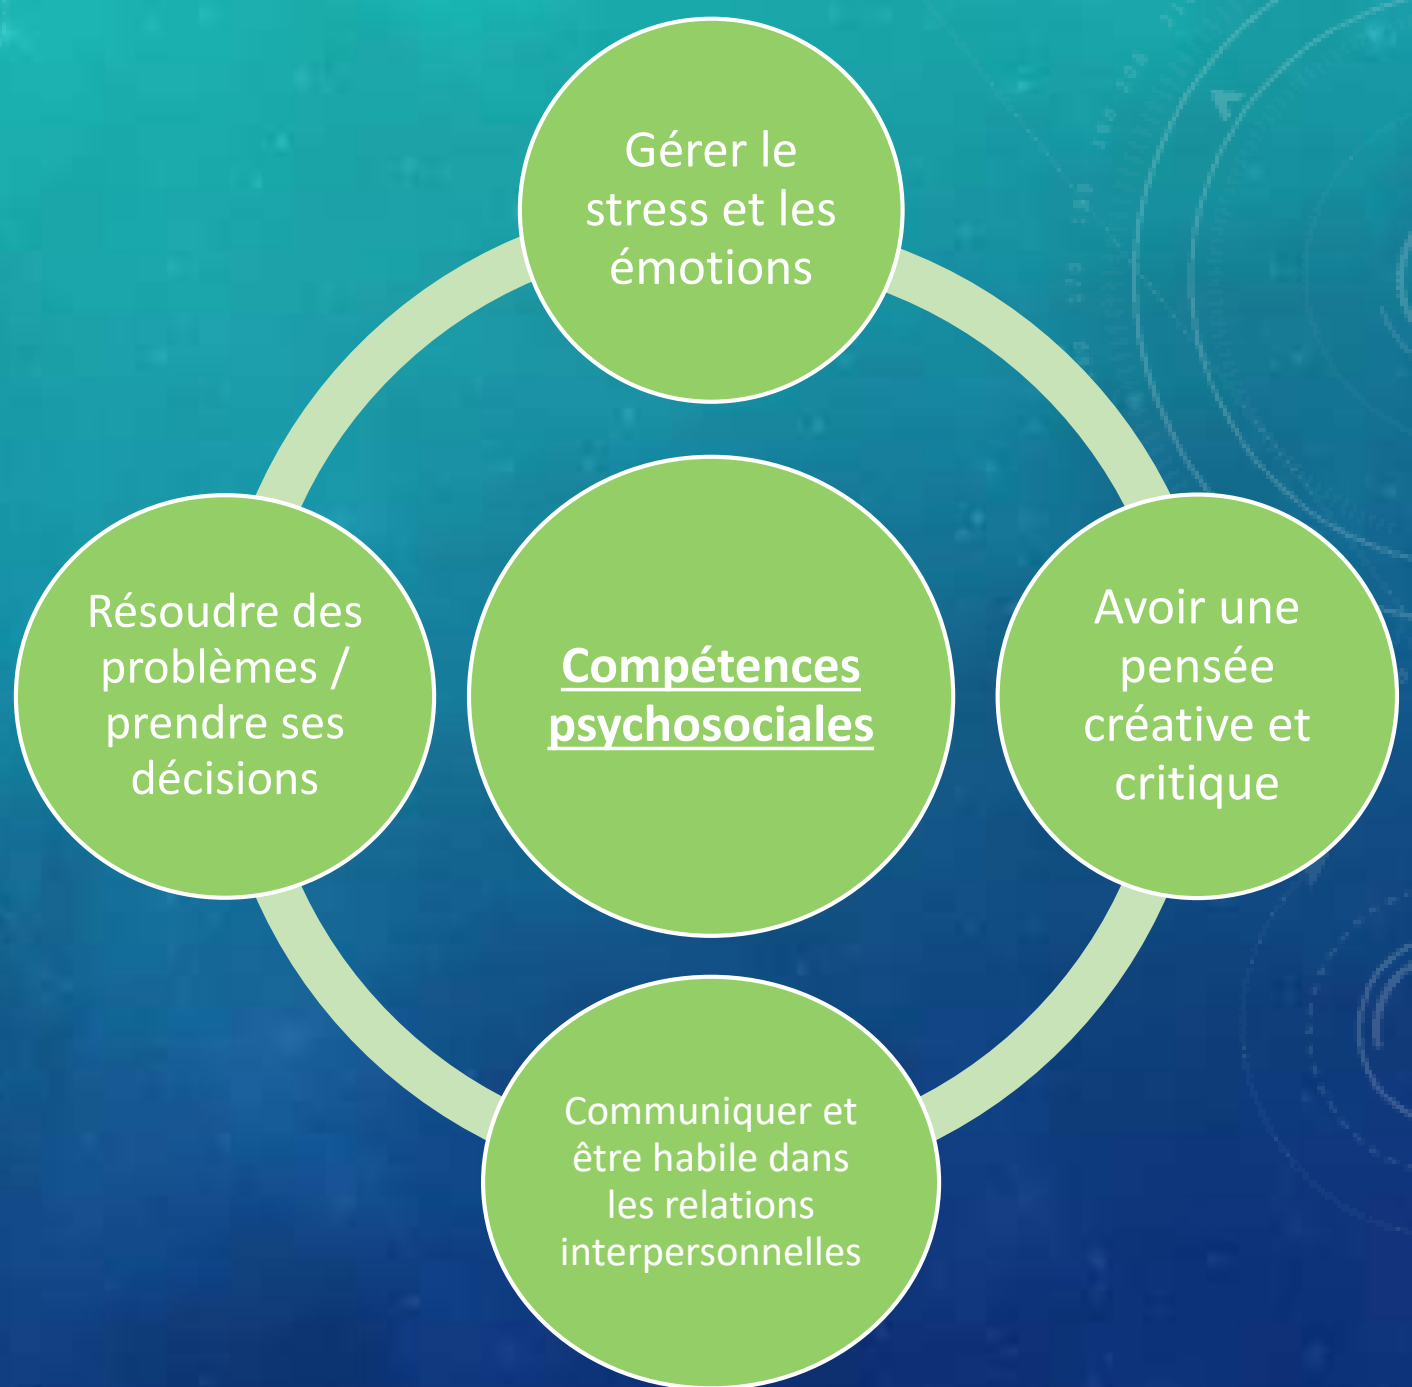 Gérer le
stress et les
émotions
Résoudre des
problèmes /
prendre ses
décisions
Compétences
psychosociales
Avoir une
pensée
créative et
critique
Communiquer et
être habile dans
les relations
interpersonnelles